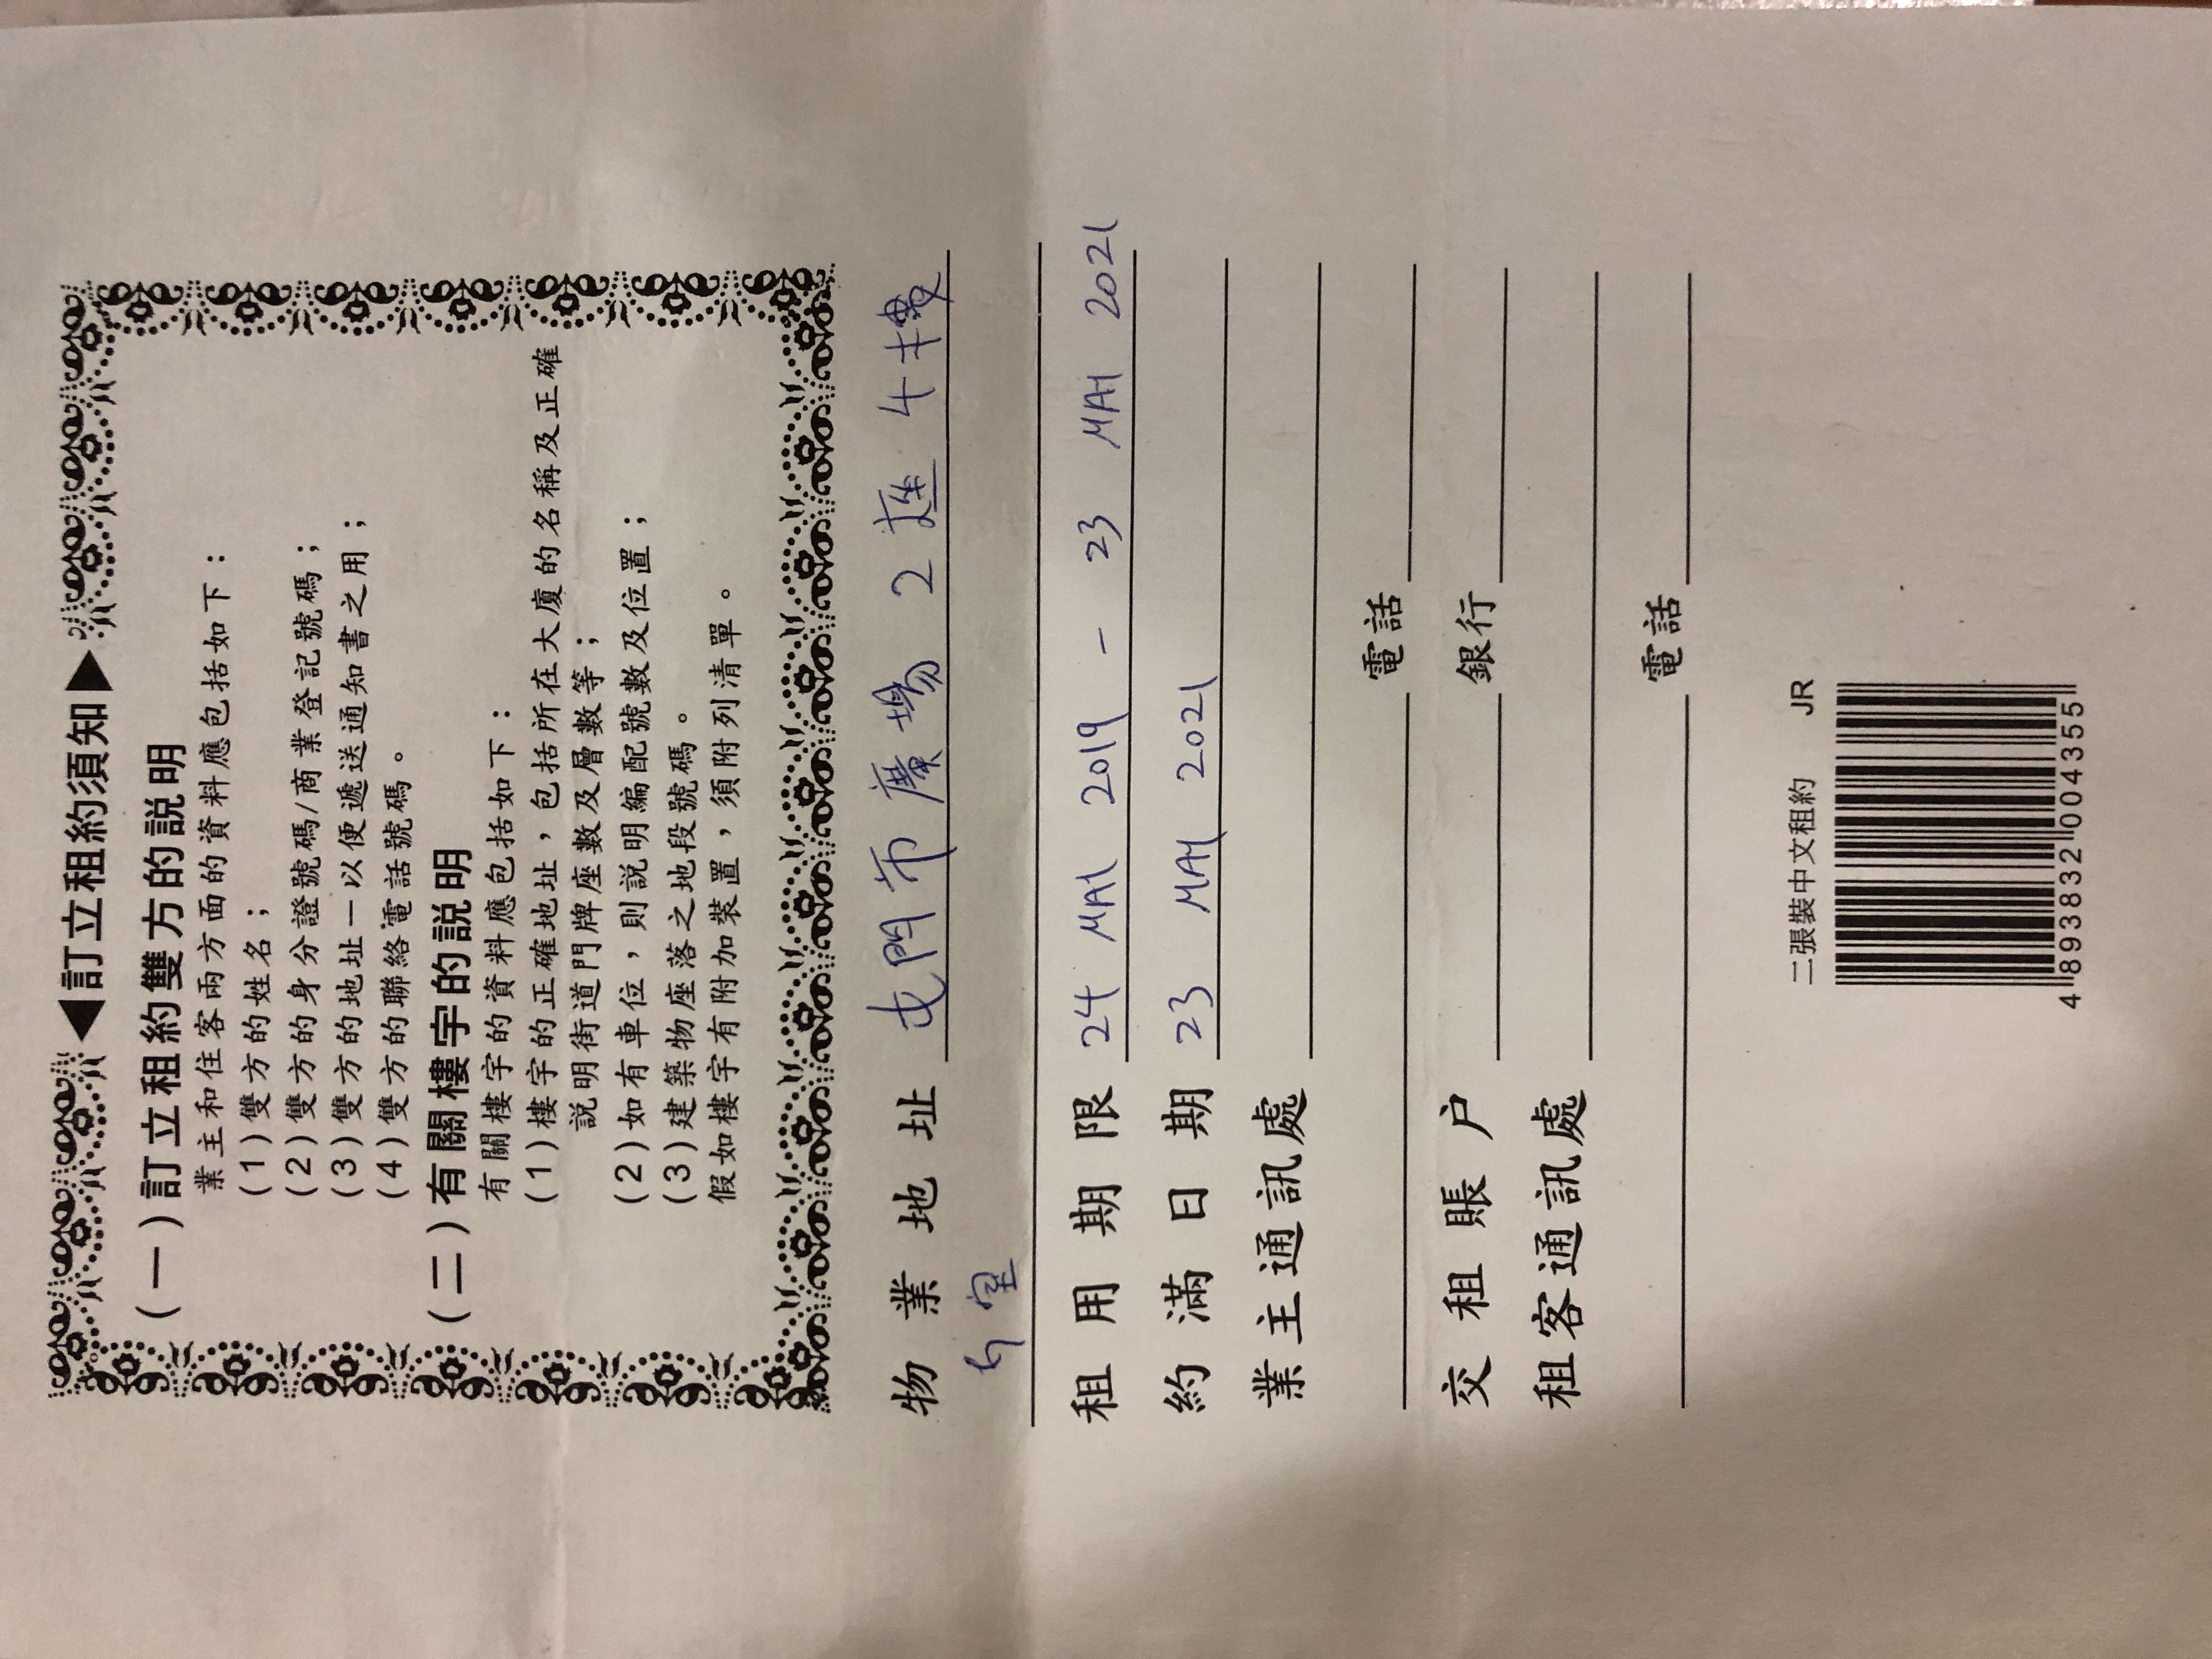 ◀訂立租約須知▶
(一)訂立租約雙方的説明
業主和住客兩方面的資料應包括如下：
(1)雙方的姓名；
(2)雙方的身分證號碼/商業登記號碼；
(3)雙方的地址－以便遞送通知書之用；
(4)雙方的聯絡電話號碼。
(二)有關樓宇的説明
有關樓宇的資料應包括如下：
(1)樓宇的正確地址，包括所在大廈的名稱及正確
説明街道門牌座數及層數等；
(2)如有車位，則説明編配號數及位置；
(3)建築物座落之地段號碼。
假如樓宇有附加裝置，須附列清單。
物業地址 屯門市廣場 2座 4樓
室
租用期限 24 MAY 2019 - 23 MAY 2021
約滿日期 23 MAY 2021
業主通訊處
電話
交租賬户 銀行
租客通訊處
電話
二張裝中文租約 JR
4 893832 004355